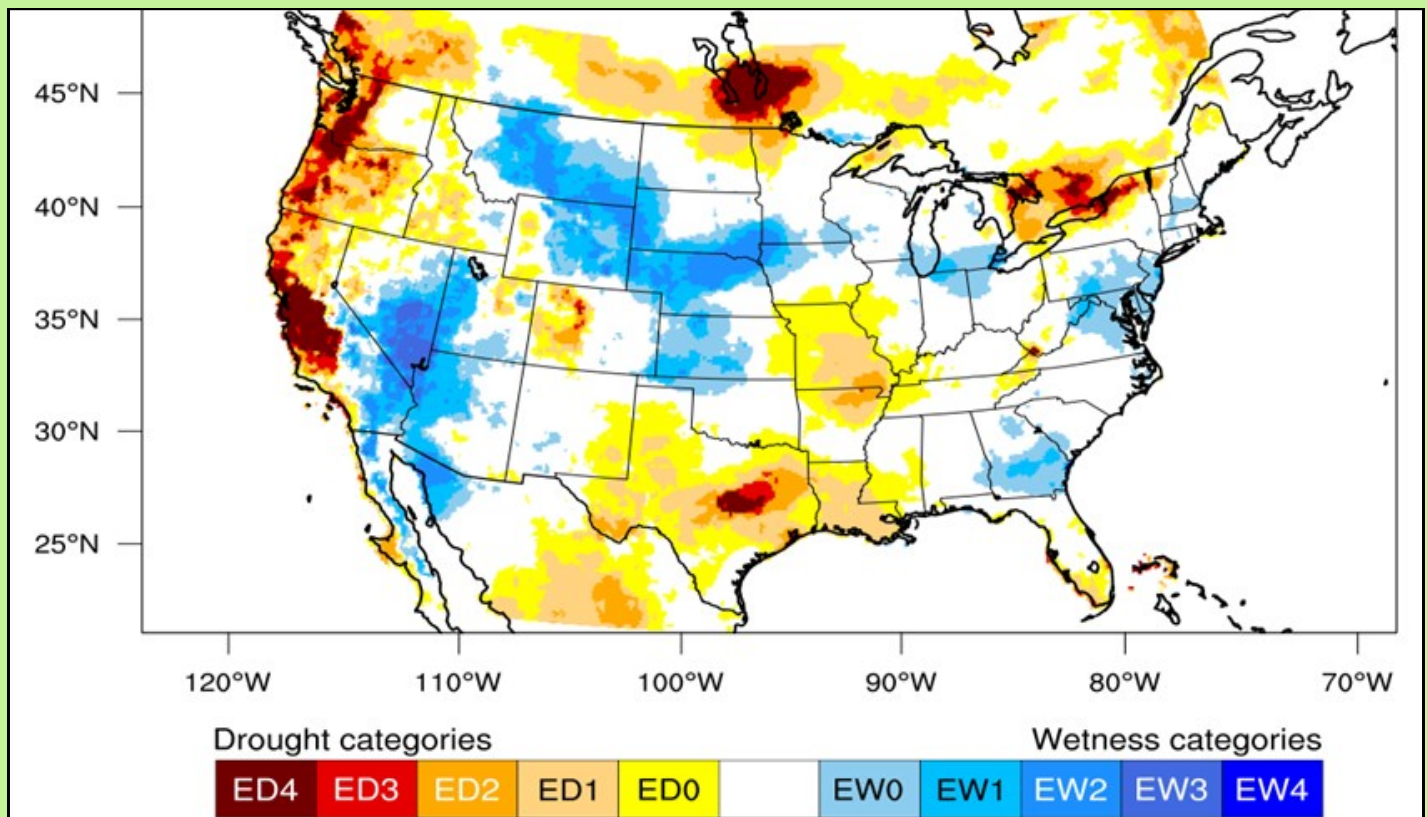 45°N
40°N
35°N
30°N
25°N
120°W 110°W 100°W 90°W 80°W 70°W
Drought categories Wetness categories
ED4 ED3 ED2 ED1 ED0 EW0 EW1 EW2 EW3 EW4